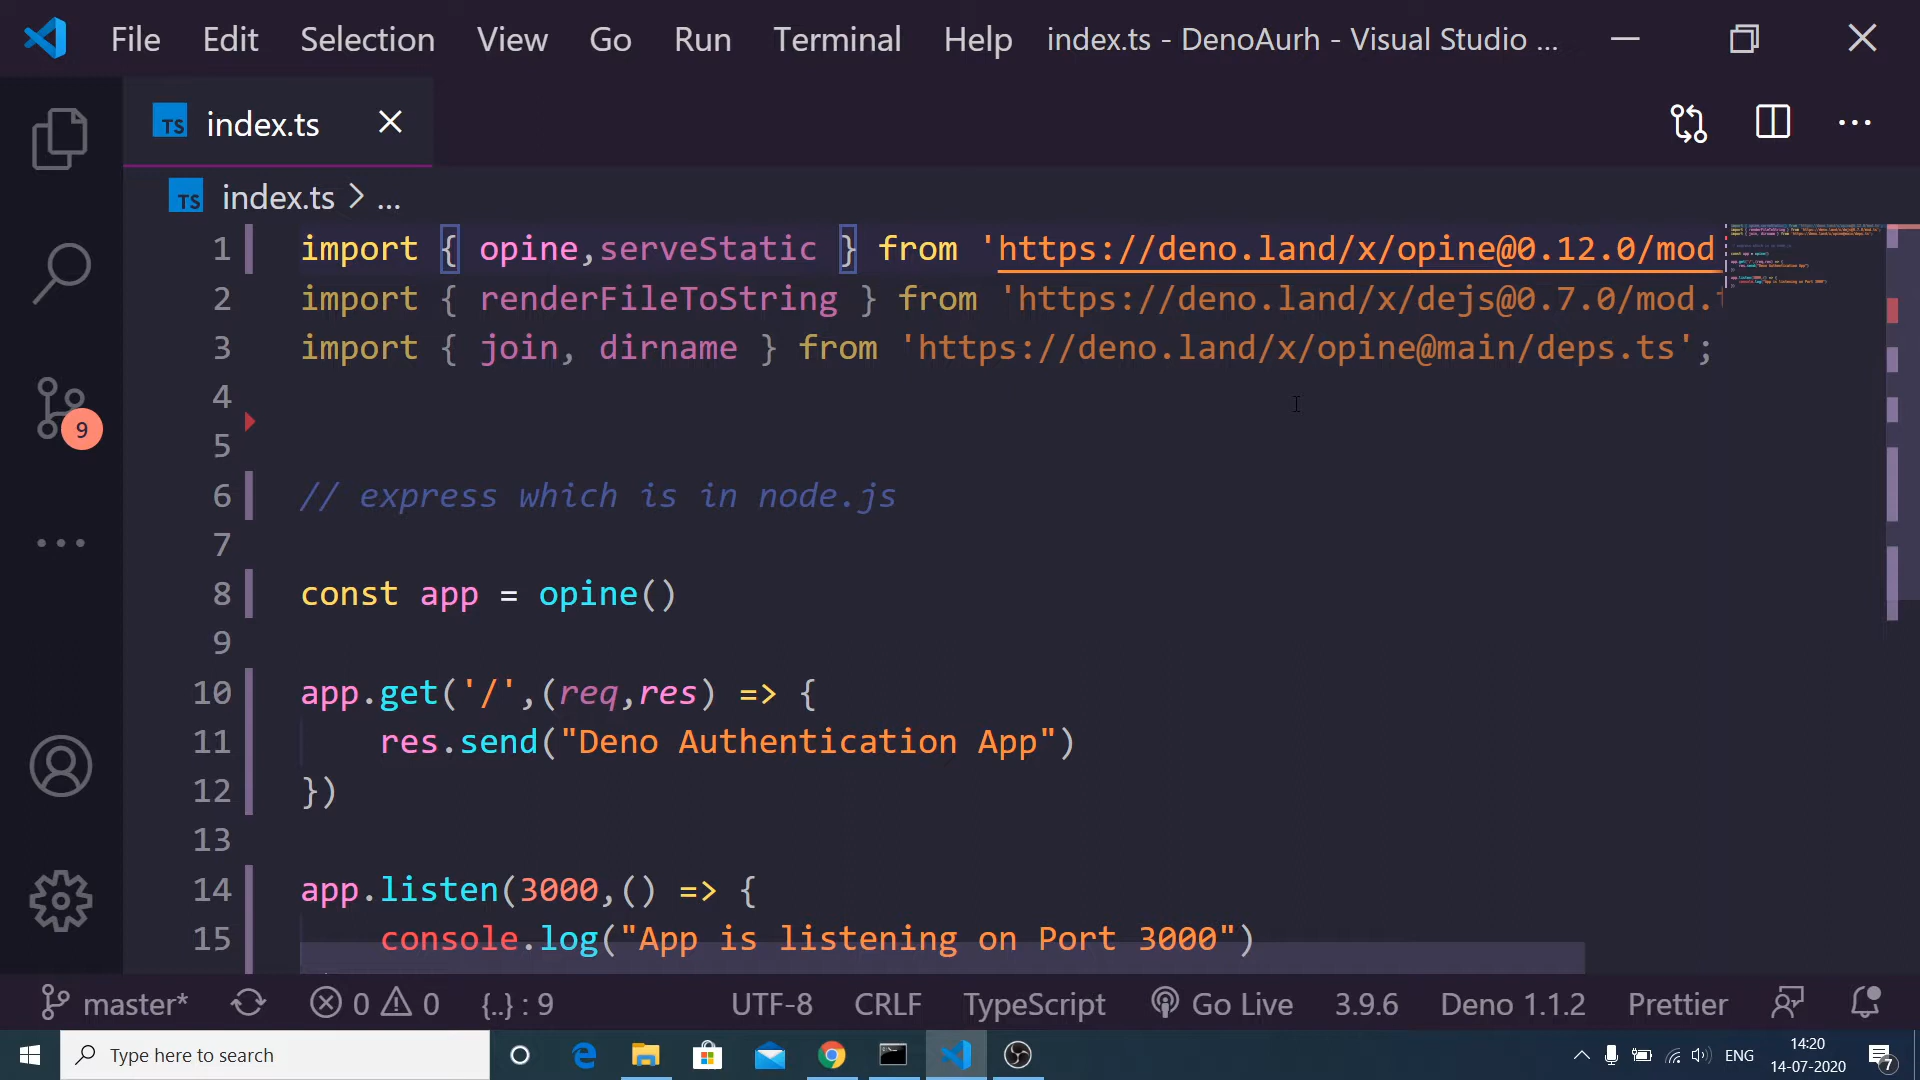 File Edit Selection View Go Run Terminal Help index.ts - DenoAurh - Visual Studio ...
TS index.ts
TS index.ts > ...
1 import { opine,serveStatic } from 'https://deno.land/x/opine@0.12.0/mod
2 import { renderFileToString } from 'https://deno.land/x/dejs@0.7.0/mod.
3 import { join, dirname } from 'https://deno.land/x/opine@main/deps.ts';
4
5
6 // express which is in node.js
7
8 const app = opine()
9
10 app.get('/',(req,res) => {
11 res.send("Deno Authentication App")
12 })
13
14 app.listen(3000,() => {
15 console.log("App is listening on Port 3000")
9
master* 0 0 {..} : 9 UTF-8 CRLF TypeScript Go Live 3.9.6 Deno 1.1.2 Prettier
Type here to search
ENG
14:20
14-07-2020
7